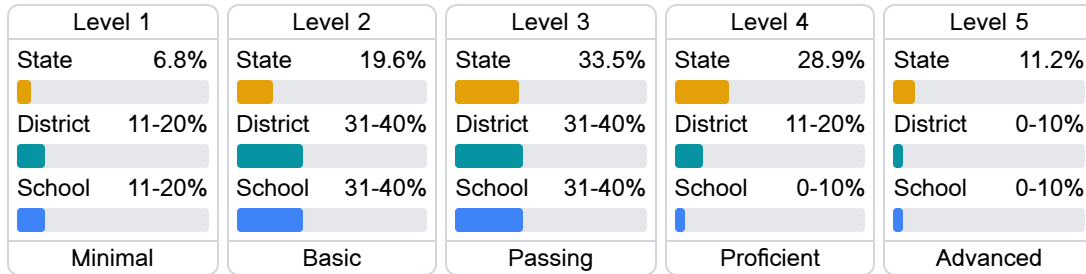 Level 1
State 6.8%
District 11-20%
School 11-20%
Minimal
Level 2
State 19.6%
District 31-40%
School 31-40%
Basic
Level 3
State 33.5%
District 31-40%
School 31-40%
Passing
Level 4
State 28.9%
District 11-20%
School 0-10%
Proficient
Level 5
State 11.2%
District 0-10%
School 0-10%
Advanced